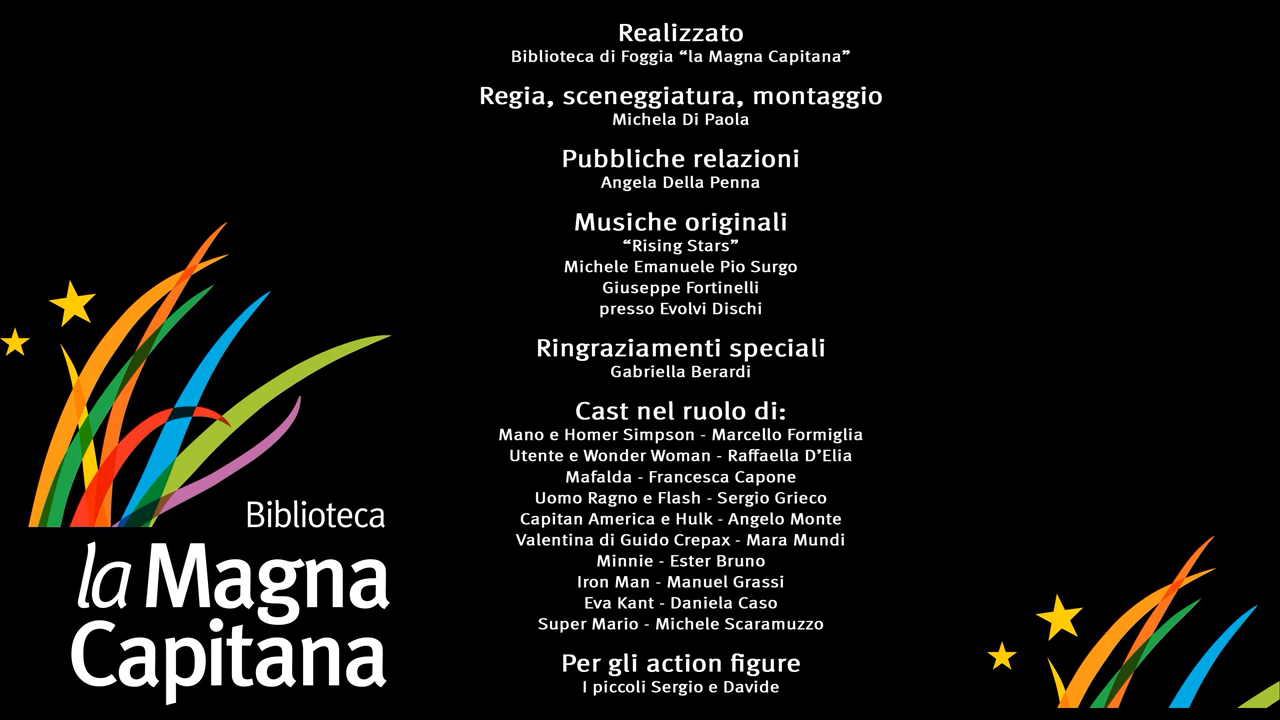 Realizzato
Biblioteca di Foggia “la Magna Capitana”
Regia, sceneggiatura, montaggio
Michela Di Paola
Pubbliche relazioni
Angela Della Penna
Musiche originali
“Rising Stars”
Michele Emanuele Pio Surgo
Giuseppe Fortinelli
presso Evolvi Dischi
Ringraziamenti speciali
Gabriella Berardi
Cast nel ruolo di:
Mano e Homer Simpson - Marcello Formiglia
Utente e Wonder Woman - Raffaella D’Elia
Mafalda - Francesca Capone
Uomo Ragno e Flash - Sergio Grieco
Capitan America e Hulk - Angelo Monte
Valentina di Guido Crepax - Mara Mundi
Minnie - Ester Bruno
Iron Man - Manuel Grassi
Eva Kant - Daniela Caso
Super Mario - Michele Scaramuzzo
Per gli action figure
I piccoli Sergio e Davide
Biblioteca
la Magna
Capitana